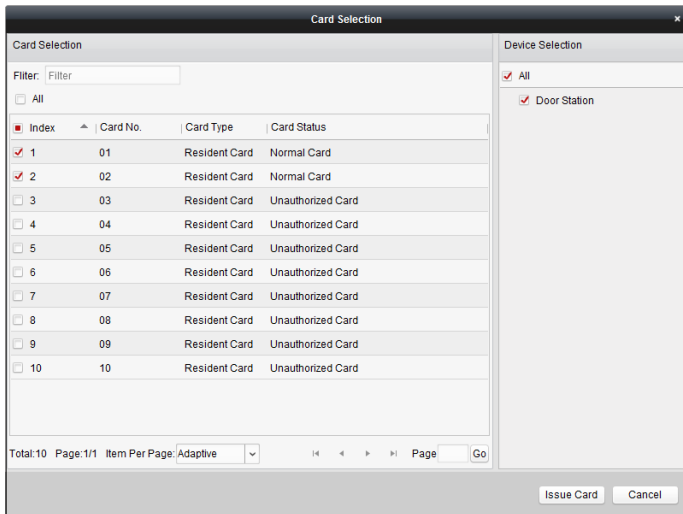 Card Selection ×
Card Selection
Fliter: Filter
All
Index Card No. Card Type Card Status
1 01 Resident Card Normal Card
2 02 Resident Card Normal Card
3 03 Resident Card Unauthorized Card
4 04 Resident Card Unauthorized Card
5 05 Resident Card Unauthorized Card
6 06 Resident Card Unauthorized Card
7 07 Resident Card Unauthorized Card
8 08 Resident Card Unauthorized Card
9 09 Resident Card Unauthorized Card
10 10 Resident Card Unauthorized Card
Total:10 Page:1/1 Item Per Page: Adaptive Page Go
Device Selection
All
Door Station
Issue Card Cancel